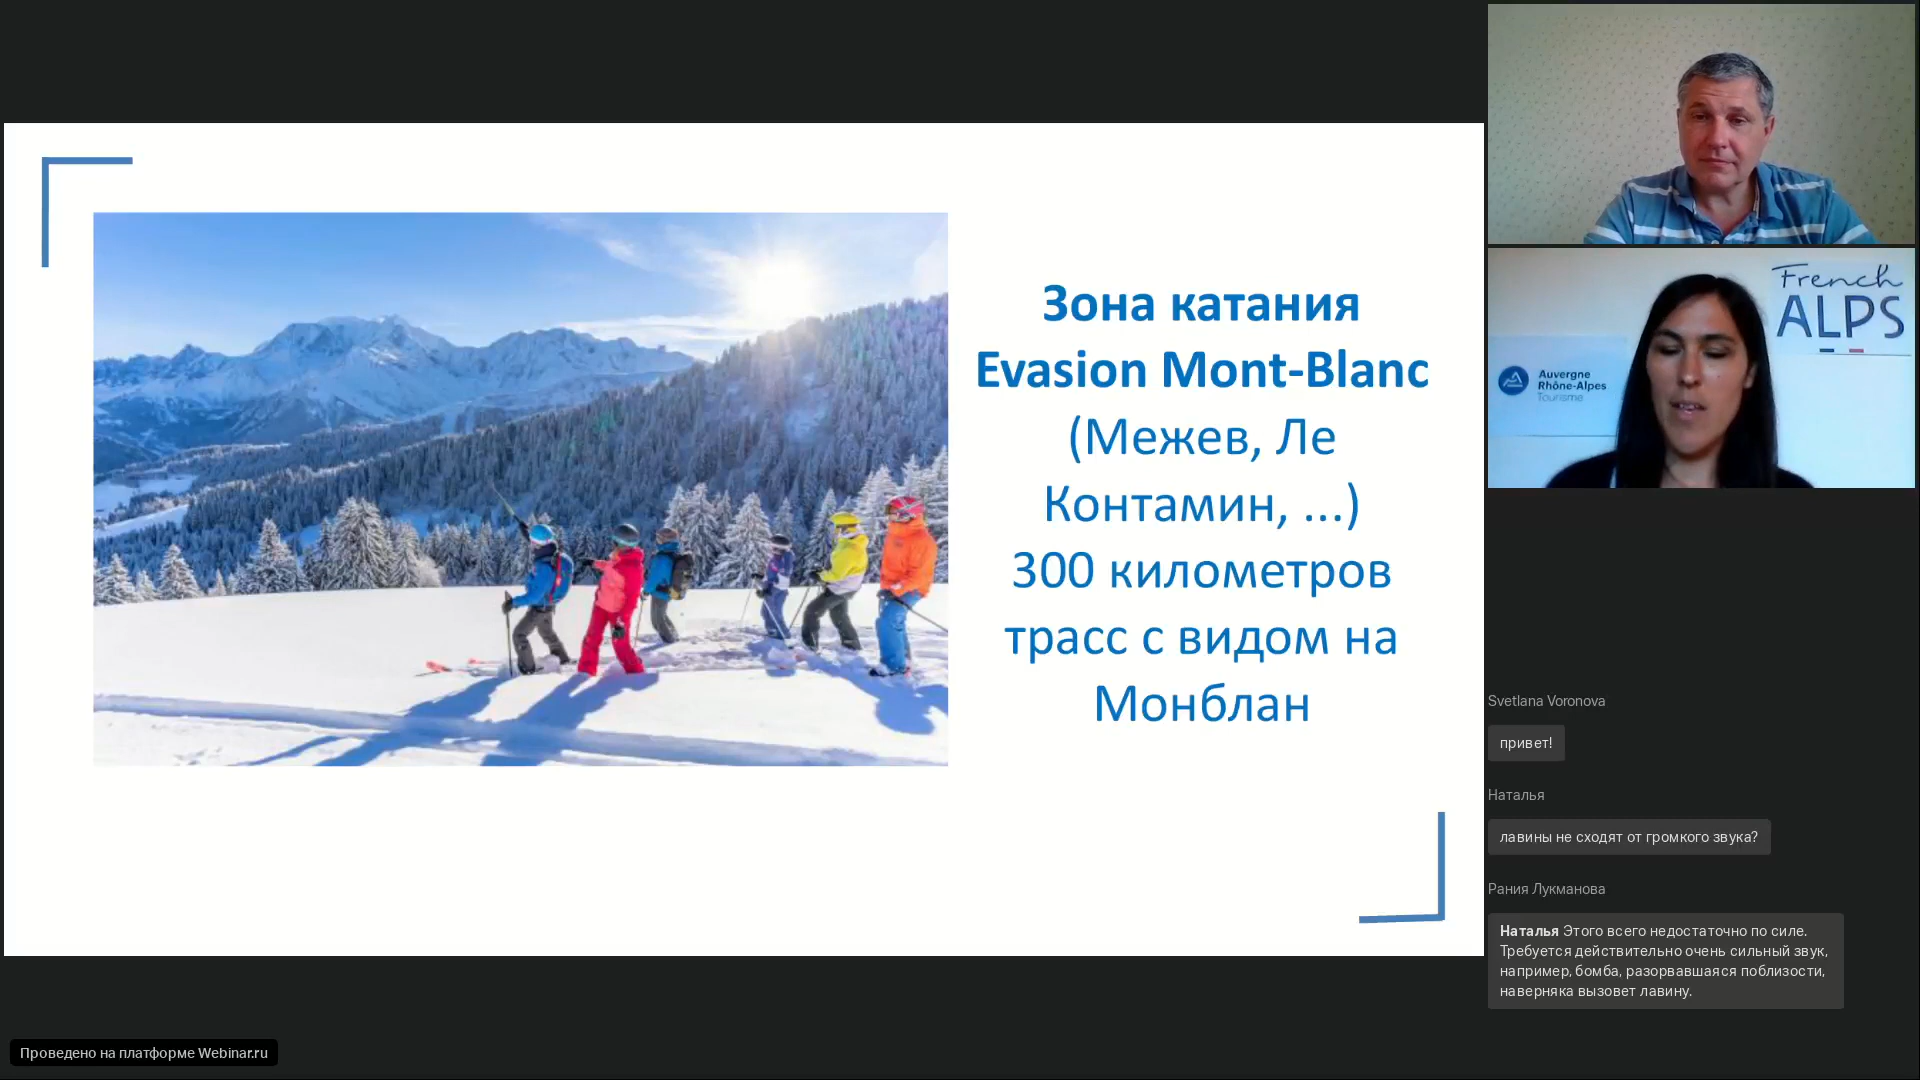 Зона катания
Evasion Mont-Blanc
(Межев, Ле
Контамин, ...)
300 километров
трасс с видом на
Монблан
French
ALPS
Auvergne
Rhône-Alpes
Tourisme
Svetlana Voronova
привет!
Наталья
лавины не сходят от громкого звука?
Рания Лукманова
Наталья Этого всего недостаточно по силе.
Требуется действительно очень сильный звук,
например, бомба, разорвавшаяся поблизости,
наверняка вызовет лавину.
Проведено на платформе Webinar.ru